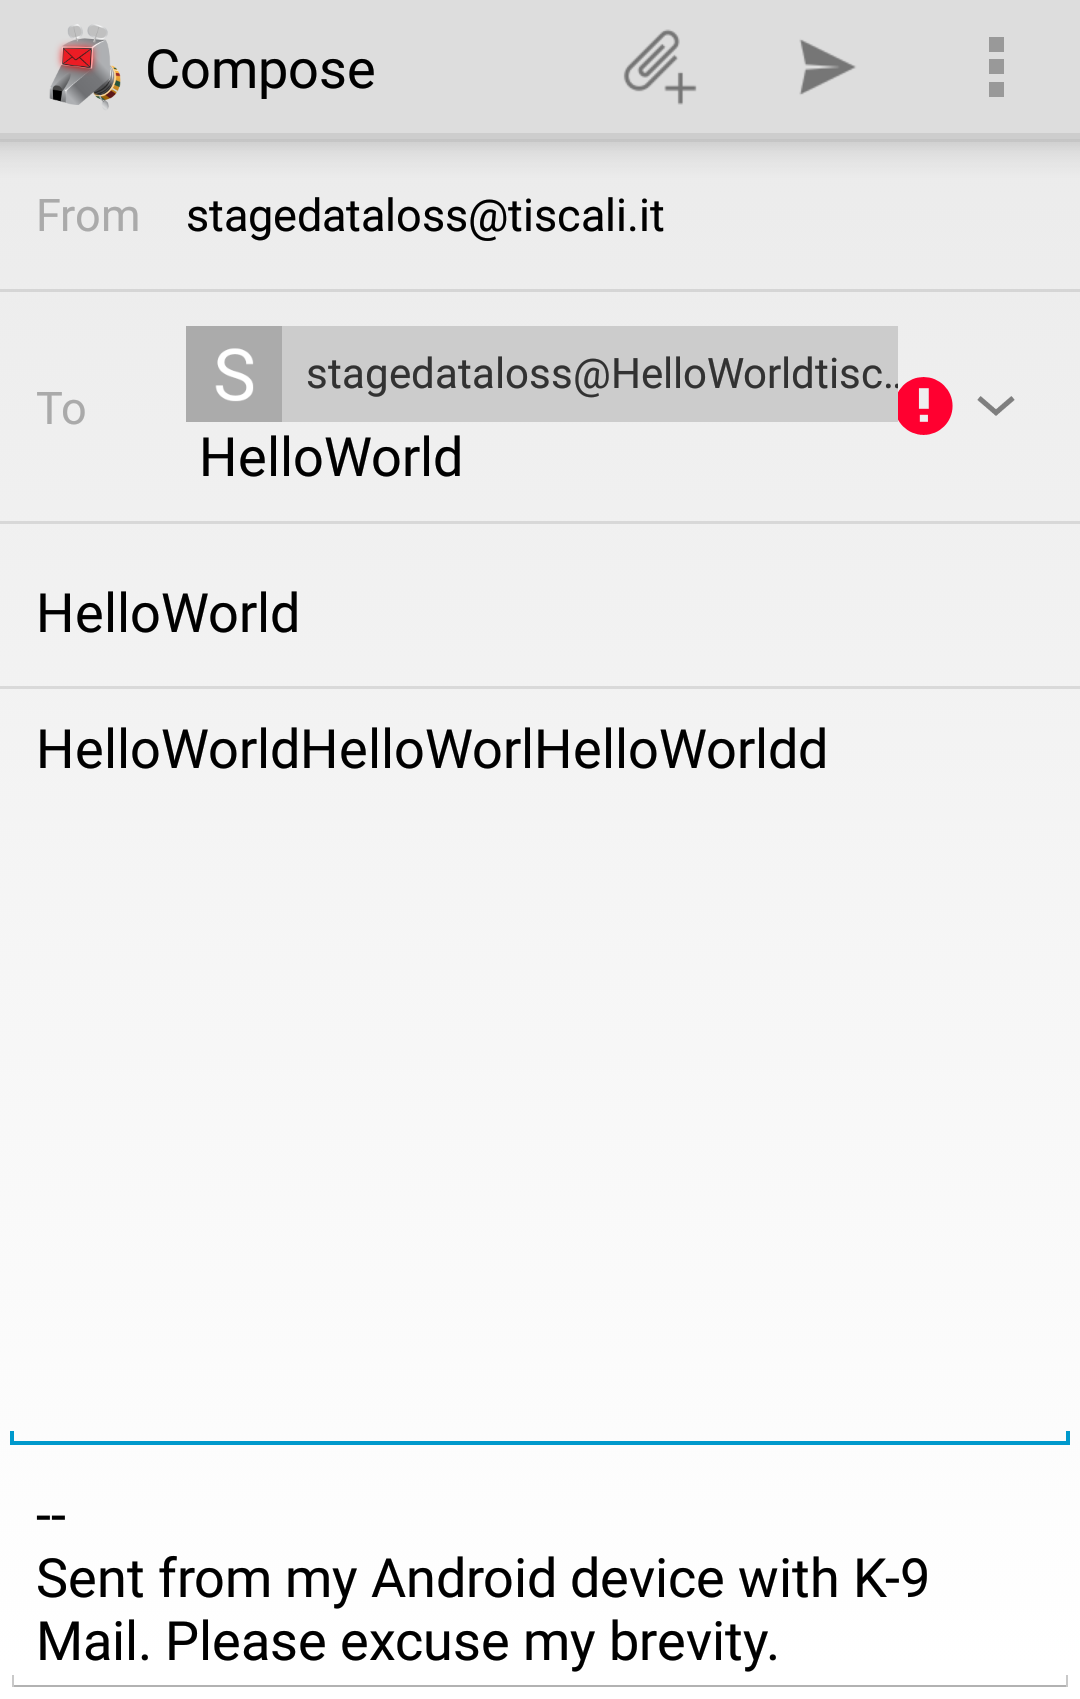 Compose
From stagedataloss@tiscali.it
S stagedataloss@HelloWorldtisc..
To
HelloWorld
HelloWorld
HelloWorldHelloWorlHelloWorldd
--
Sent from my Android device with K-9
Mail. Please excuse my brevity.